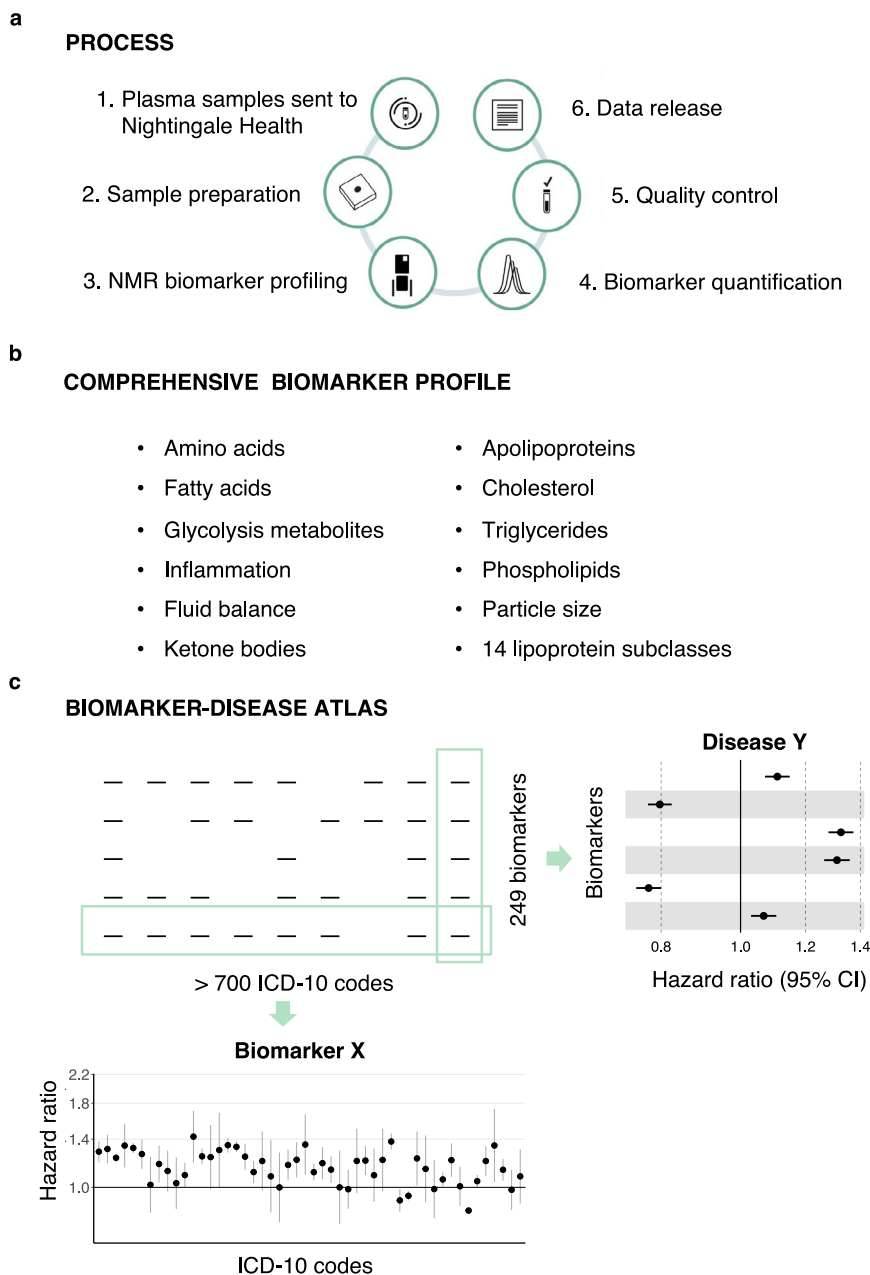 a
PROCESS
1. Plasma samples sent to
Nightingale Health
2. Sample preparation
3. NMR biomarker profiling
6. Data release
5. Quality control
4. Biomarker quantification
b
COMPREHENSIVE BIOMARKER PROFILE
• Amino acids
• Fatty acids
• Glycolysis metabolites
• Inflammation
• Fluid balance
• Ketone bodies
• Apolipoproteins
• Cholesterol
• Triglycerides
• Phospholipids
• Particle size
• 14 lipoprotein subclasses
c
BIOMARKER-DISEASE ATLAS
249 biomarkers
> 700 ICD-10 codes
Disease Y
Biomarkers
0.8 1.0 1.2 1.4
Hazard ratio (95% CI)
Biomarker X
Hazard ratio
2.2
1.8
1.4
1.0
ICD-10 codes